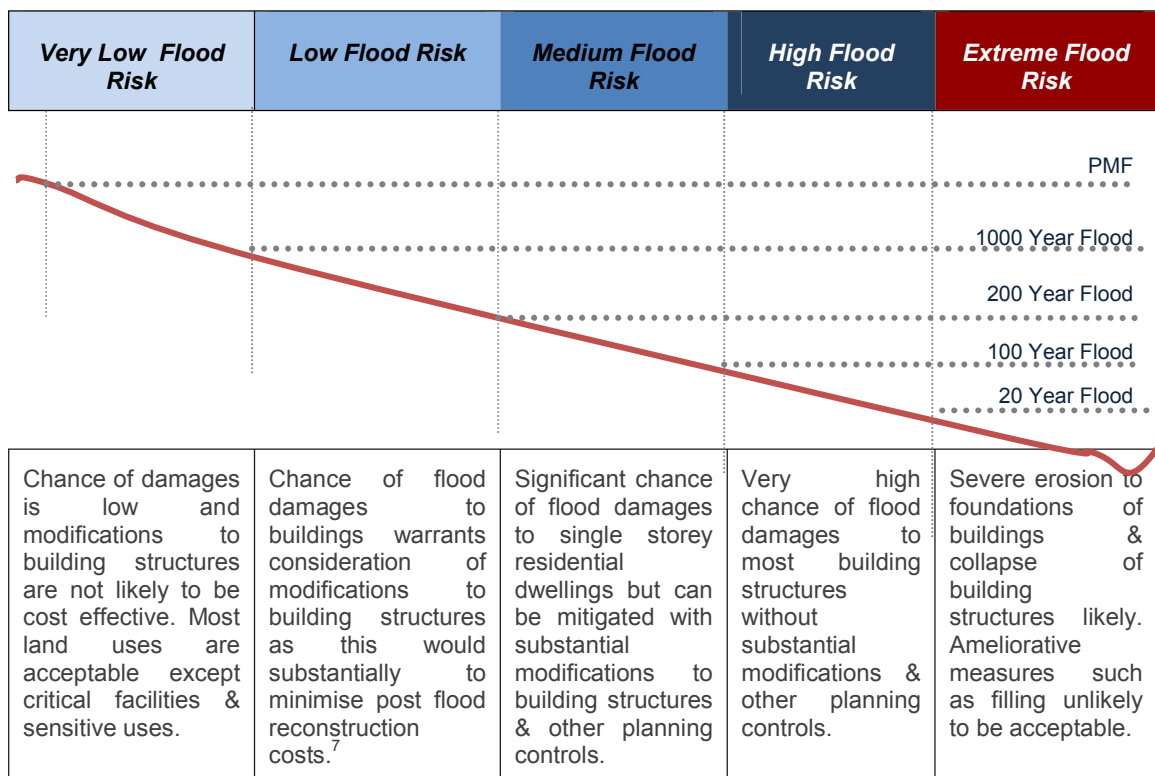 Very Low Flood
Risk
Low Flood Risk
Medium Flood
Risk
High Flood
Risk
Extreme Flood
Risk
PMF
1000 Year Flood
200 Year Flood
100 Year Flood
20 Year Flood
Chance of damages
is low and
modifications to
building structures
are not likely to be
cost effective. Most
land uses are
acceptable except
critical facilities &
sensitive uses.
Chance of flood
damages to
buildings warrants
consideration of
modifications to
building structures
as this would
substantially to
minimise post flood
reconstruction
costs.7
Significant chance
of flood damages
to single storey
residential
dwellings but can
be mitigated with
substantial
modifications to
building structures
& other planning
controls.
Very high
chance of flood
damages to
most building
structures
without
substantial
modifications &
other planning
controls.
Severe erosion to
foundations of
buildings &
collapse of
building
structures likely.
Ameliorative
measures such
as filling unlikely
to be acceptable.